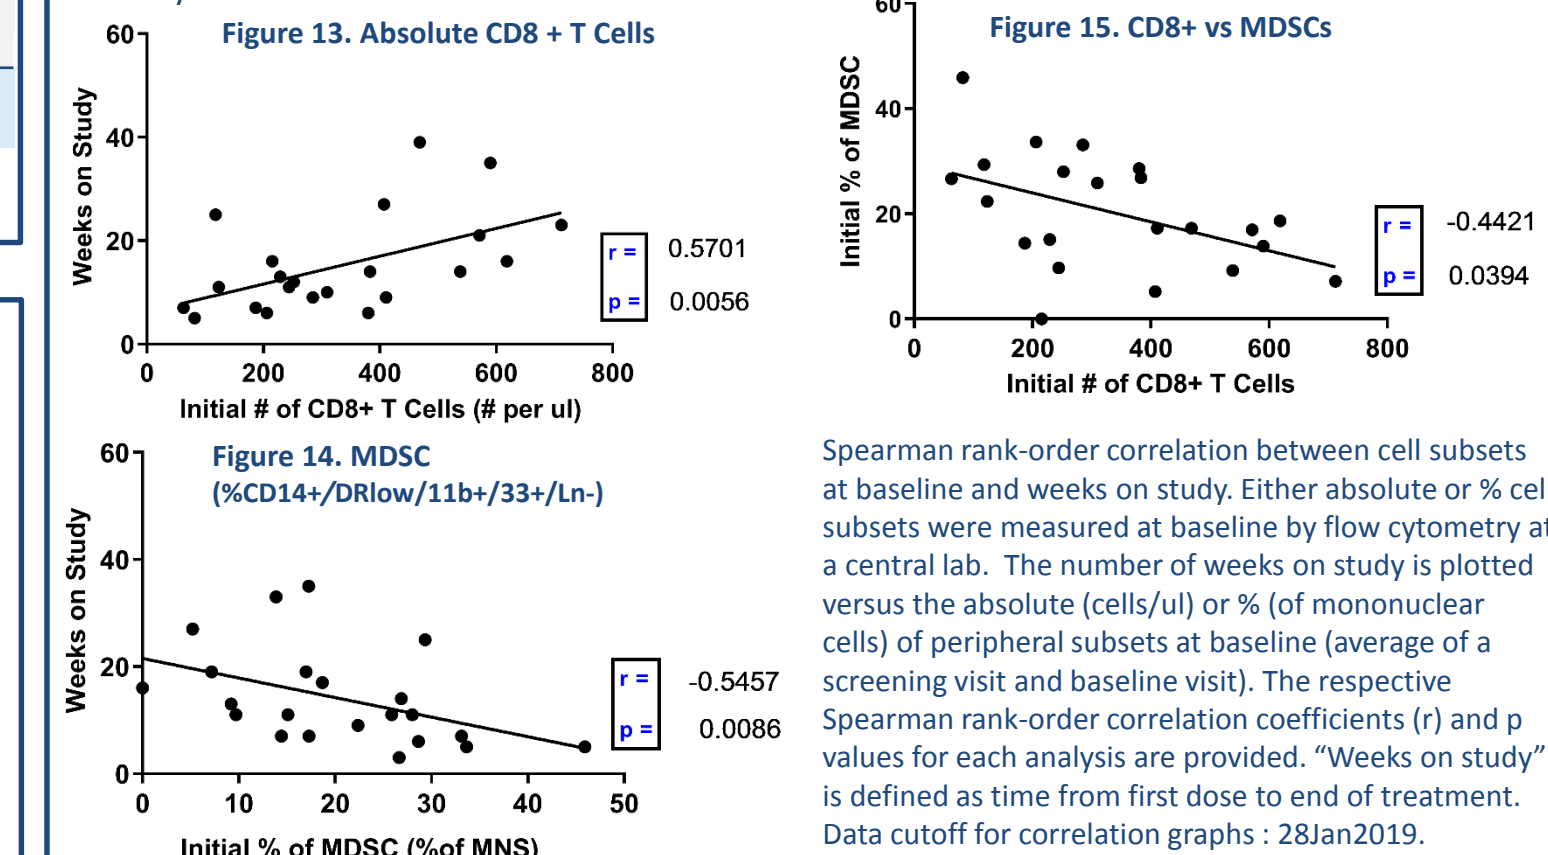 Figure 13. Absolute CD8 + T Cells
60
40
20
0
Weeks on Study
0 200 400 600 800
Initial # of CD8+ T Cells (# per ul)
r = 0.5701
p = 0.0056
Figure 14. MDSC
(%CD14+/DRlow/11b+/33+/Ln-)
60
40
20
0
Weeks on Study
0 10 20 30 40 50
Initial % of MDSC (%of MNS)
r = -0.5457
p = 0.0086
Figure 15. CD8+ vs MDSCs
60
40
20
0
Initial % of MDSC
0 200 400 600 800
Initial # of CD8+ T Cells
r = -0.4421
p = 0.0394
Spearman rank-order correlation between cell subsets
at baseline and weeks on study. Either absolute or % cel
subsets were measured at baseline by flow cytometry at
a central lab. The number of weeks on study is plotted
versus the absolute (cells/ul) or % (of mononuclear
cells) of peripheral subsets at baseline (average of a
screening visit and baseline visit). The respective
Spearman rank-order correlation coefficients (r) and p
values for each analysis are provided. “Weeks on study”
is defined as time from first dose to end of treatment.
Data cutoff for correlation graphs : 28Jan2019.